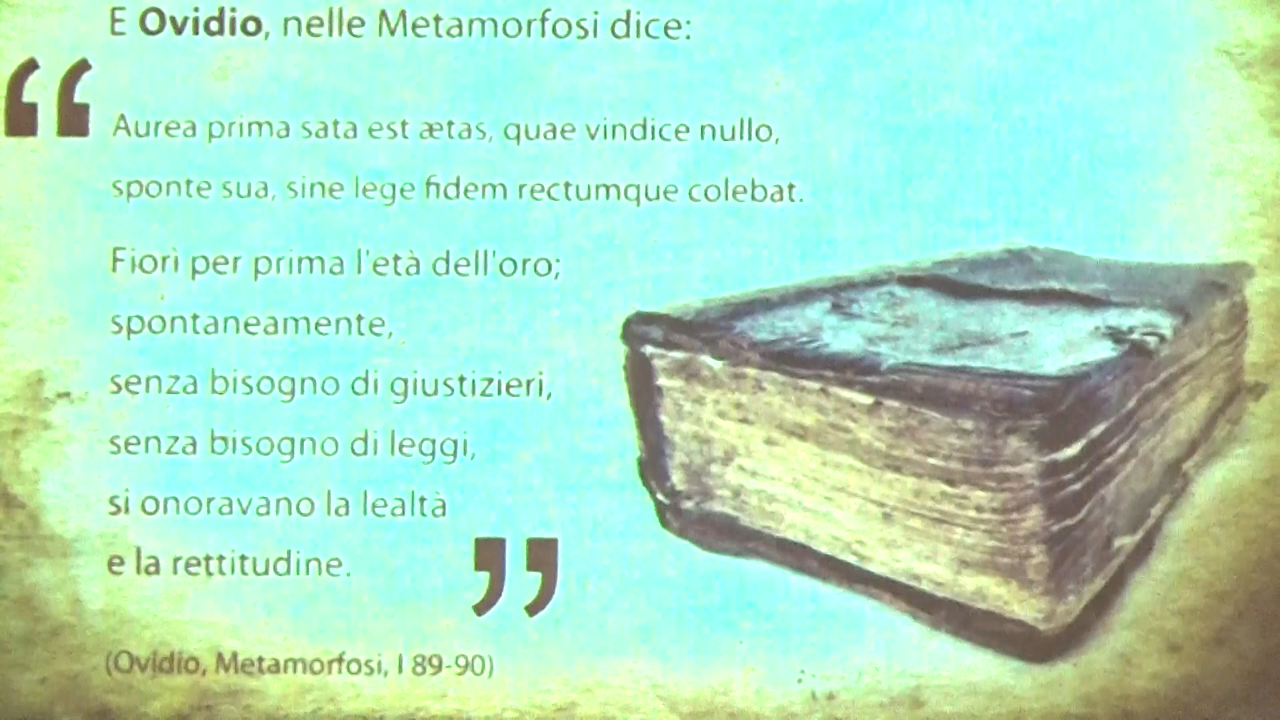 E Ovidio, nelle Metamorfosi dice:
“
Aurea prima sata est ætas, quae vindice nullo,
sponte sua, sine lege fidem rectumque colebat.
Fiorì per prima l'età dell'oro;
spontaneamente,
senza bisogno di giustizieri,
senza bisogno di leggi,
si onoravano la lealtà
e la rettitudine.
”
(Ovidio, Metamorfosi, I 89-90)